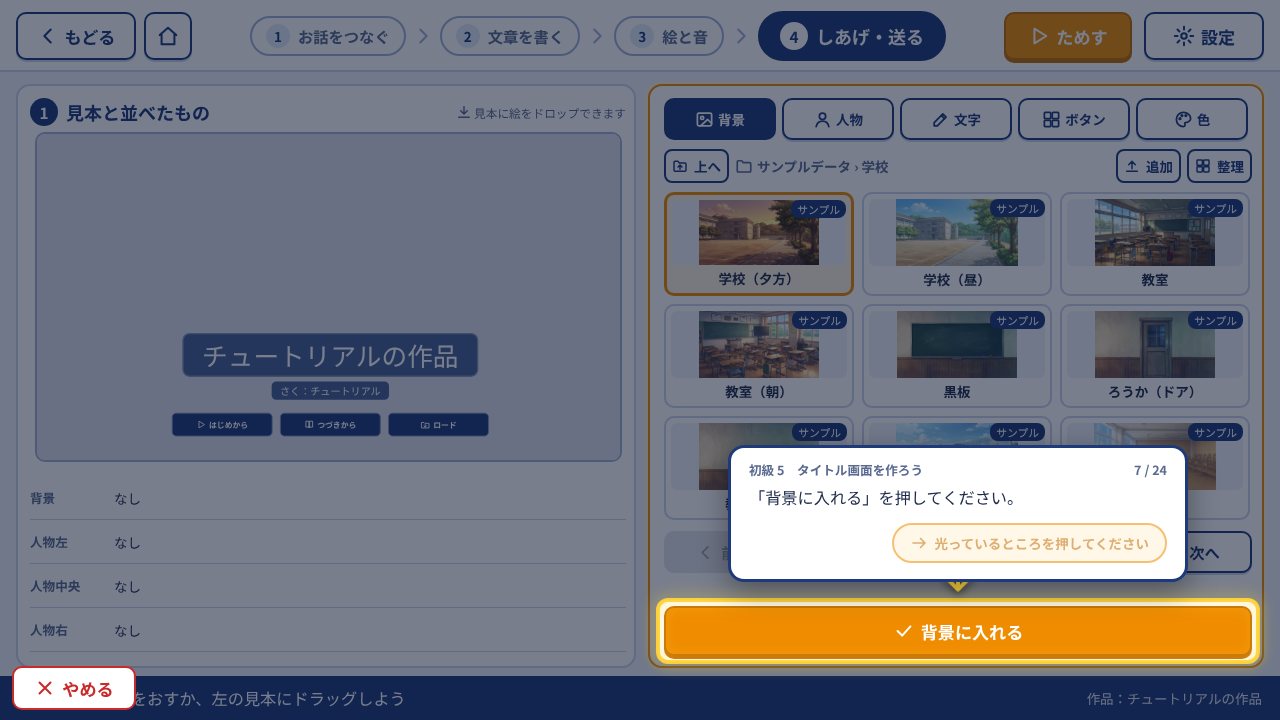 もどる
1 お話をつなぐ
2 文章を書く
3 絵と音
4 しあげ・送る
ためす
設定
1 見本と並べたもの
見本に絵をドロップできます
チュートリアルの作品
さく：チュートリアル
はじめから
つづきから
ロード
背景 なし
人物左 なし
人物中央 なし
人物右 なし
背景
人物
文字
ボタン
色
上へ
サンプルデータ › 学校
追加
整理
サンプル
学校（夕方）
サンプル
学校（昼）
サンプル
教室
サンプル
教室（朝）
サンプル
黒板
サンプル
ろうか（ドア）
サンプル
サンプル
サンプル
初級 5 タイトル画面を作ろう
7 / 24
「背景に入れる」を押してください。
光っているところを押してください
次へ
背景に入れる
やめる
をおすか、左の見本にドラッグしよう
作品：チュートリアルの作品